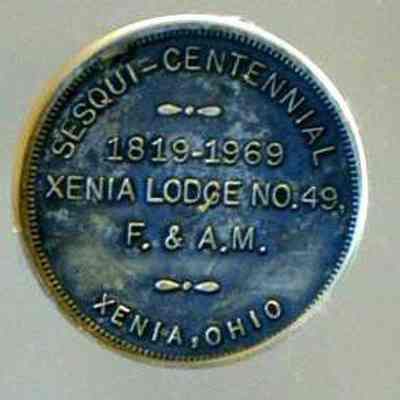 SESQUI-CENTENNIAL
1819-1969
XENIA LODGE NO. 49,
F. & A.M.
XENIA, OHIO